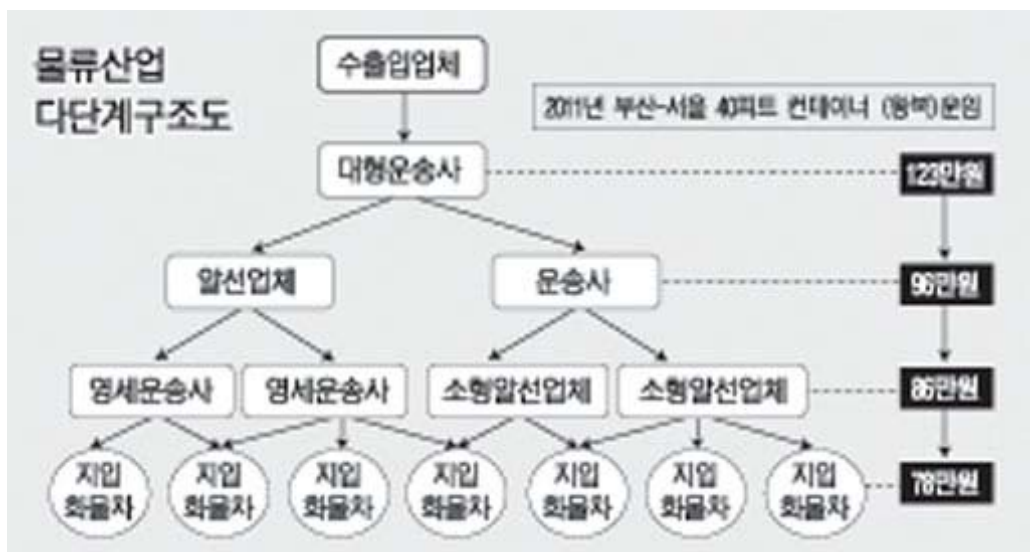 물류산업
다단계구조도
수출입업체
2011년 부산-서울 40피트 컨테이너 (왕복)운임
대형운송사
123만원
알선업체
운송사
96만원
영세운송사
영세운송사
소형알선업체
소형알선업체
86만원
지입
화물차
지입
화물차
지입
화물차
지입
화물차
지입
화물차
지입
화물차
지입
화물차
78만원